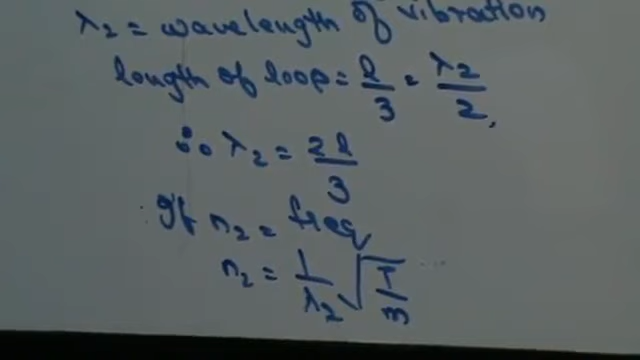 λ₂ = wavelength of vibration
length of loop = l/3 = λ₂/2,
∴ λ₂ = 2l/3
If n₂ = freq
n₂ = 1/λ₂ √(T/m)